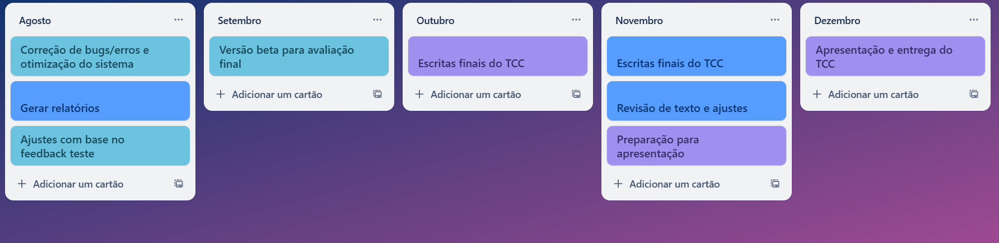 Agosto
Correção de bugs/erros e
otimização do sistema
Gerar relatórios
Ajustes com base no
feedback teste
Adicionar um cartão
Setembro
Versão beta para avaliação
final
Adicionar um cartão
Outubro
Escritas finais do TCC
Adicionar um cartão
Novembro
Escritas finais do TCC
Revisão de texto e ajustes
Preparação para
apresentação
Adicionar um cartão
Dezembro
Apresentação e entrega do
TCC
Adicionar um cartão